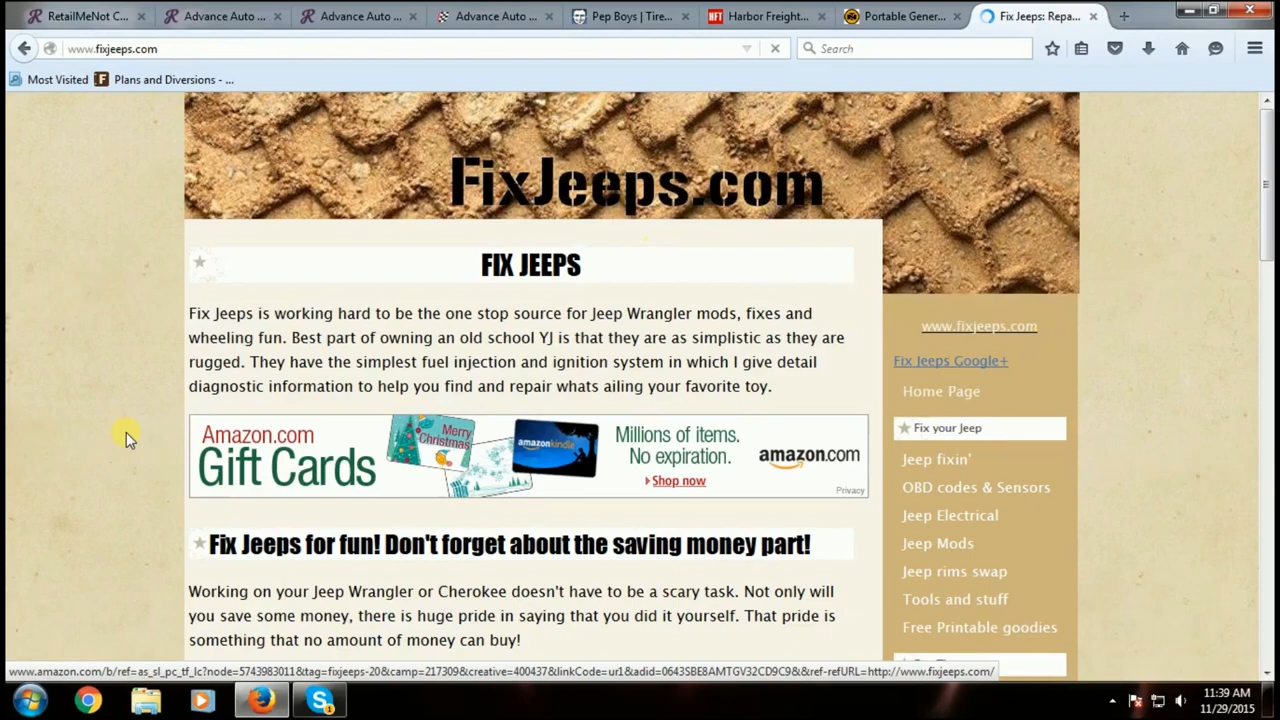 RetailMeNot C...
Advance Auto ...
Advance Auto ...
Advance Auto ...
Pep Boys | Tire...
HFT Harbor Freight...
Portable Gener...
Fix Jeeps: Repa...
www.fixjeeps.com
Search
Most Visited
F Plans and Diversions - ...
FixJeeps.com
FIX JEEPS
Fix Jeeps is working hard to be the one stop source for Jeep Wrangler mods, fixes and
wheeling fun. Best part of owning an old school YJ is that they are as simplistic as they are
rugged. They have the simplest fuel injection and ignition system in which I give detail
diagnostic information to help you find and repair whats ailing your favorite toy.
Amazon.com
Gift Cards
Merry
Christmas
amazonkindle
Millions of items.
No expiration.
Shop now
amazon.com
Privacy
Fix Jeeps for fun! Don't forget about the saving money part!
Working on your Jeep Wrangler or Cherokee doesn't have to be a scary task. Not only will
you save some money, there is huge pride in saying that you did it yourself. That pride is
something that no amount of money can buy!
www.fixjeeps.com
Fix Jeeps Google+
Home Page
Fix your Jeep
Jeep fixin'
OBD codes & Sensors
Jeep Electrical
Jeep Mods
Jeep rims swap
Tools and stuff
Free Printable goodies
www.amazon.com/b/ref=as_sl_pc_tf_lc?node=5743983011&tag=fixjeeps-20&camp=217309&creative=400437&linkCode=ur1&adid=0643SBE8AMTGV32CD9C9&&ref-refURL=http://www.fixjeeps.com/
S
1
11:39 AM
11/29/2015